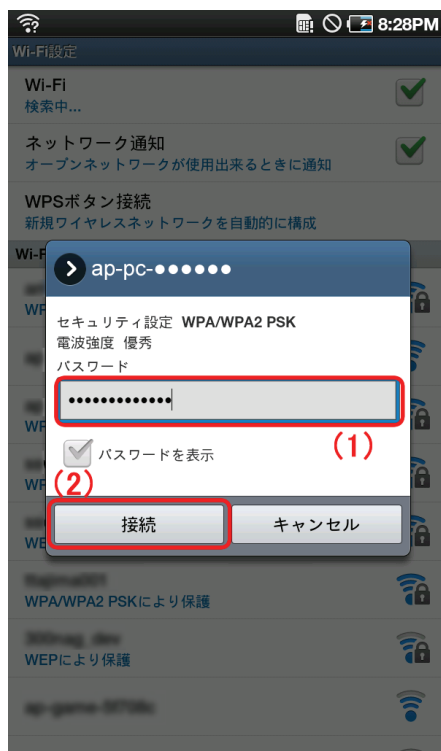 8:28PM
Wi-Fi設定
Wi-Fi
検索中...
ネットワーク通知
オープンネットワークが使用出来るときに通知
WPSボタン接続
新規ワイヤレスネットワークを自動的に構成
ap-pc-●●●●●●
セキュリティ設定 WPA/WPA2 PSK
電波強度 優秀
パスワード
•••••••••••••
(1)
パスワードを表示
(2)
接続
キャンセル
WPA/WPA2 PSKにより保護
WEPにより保護